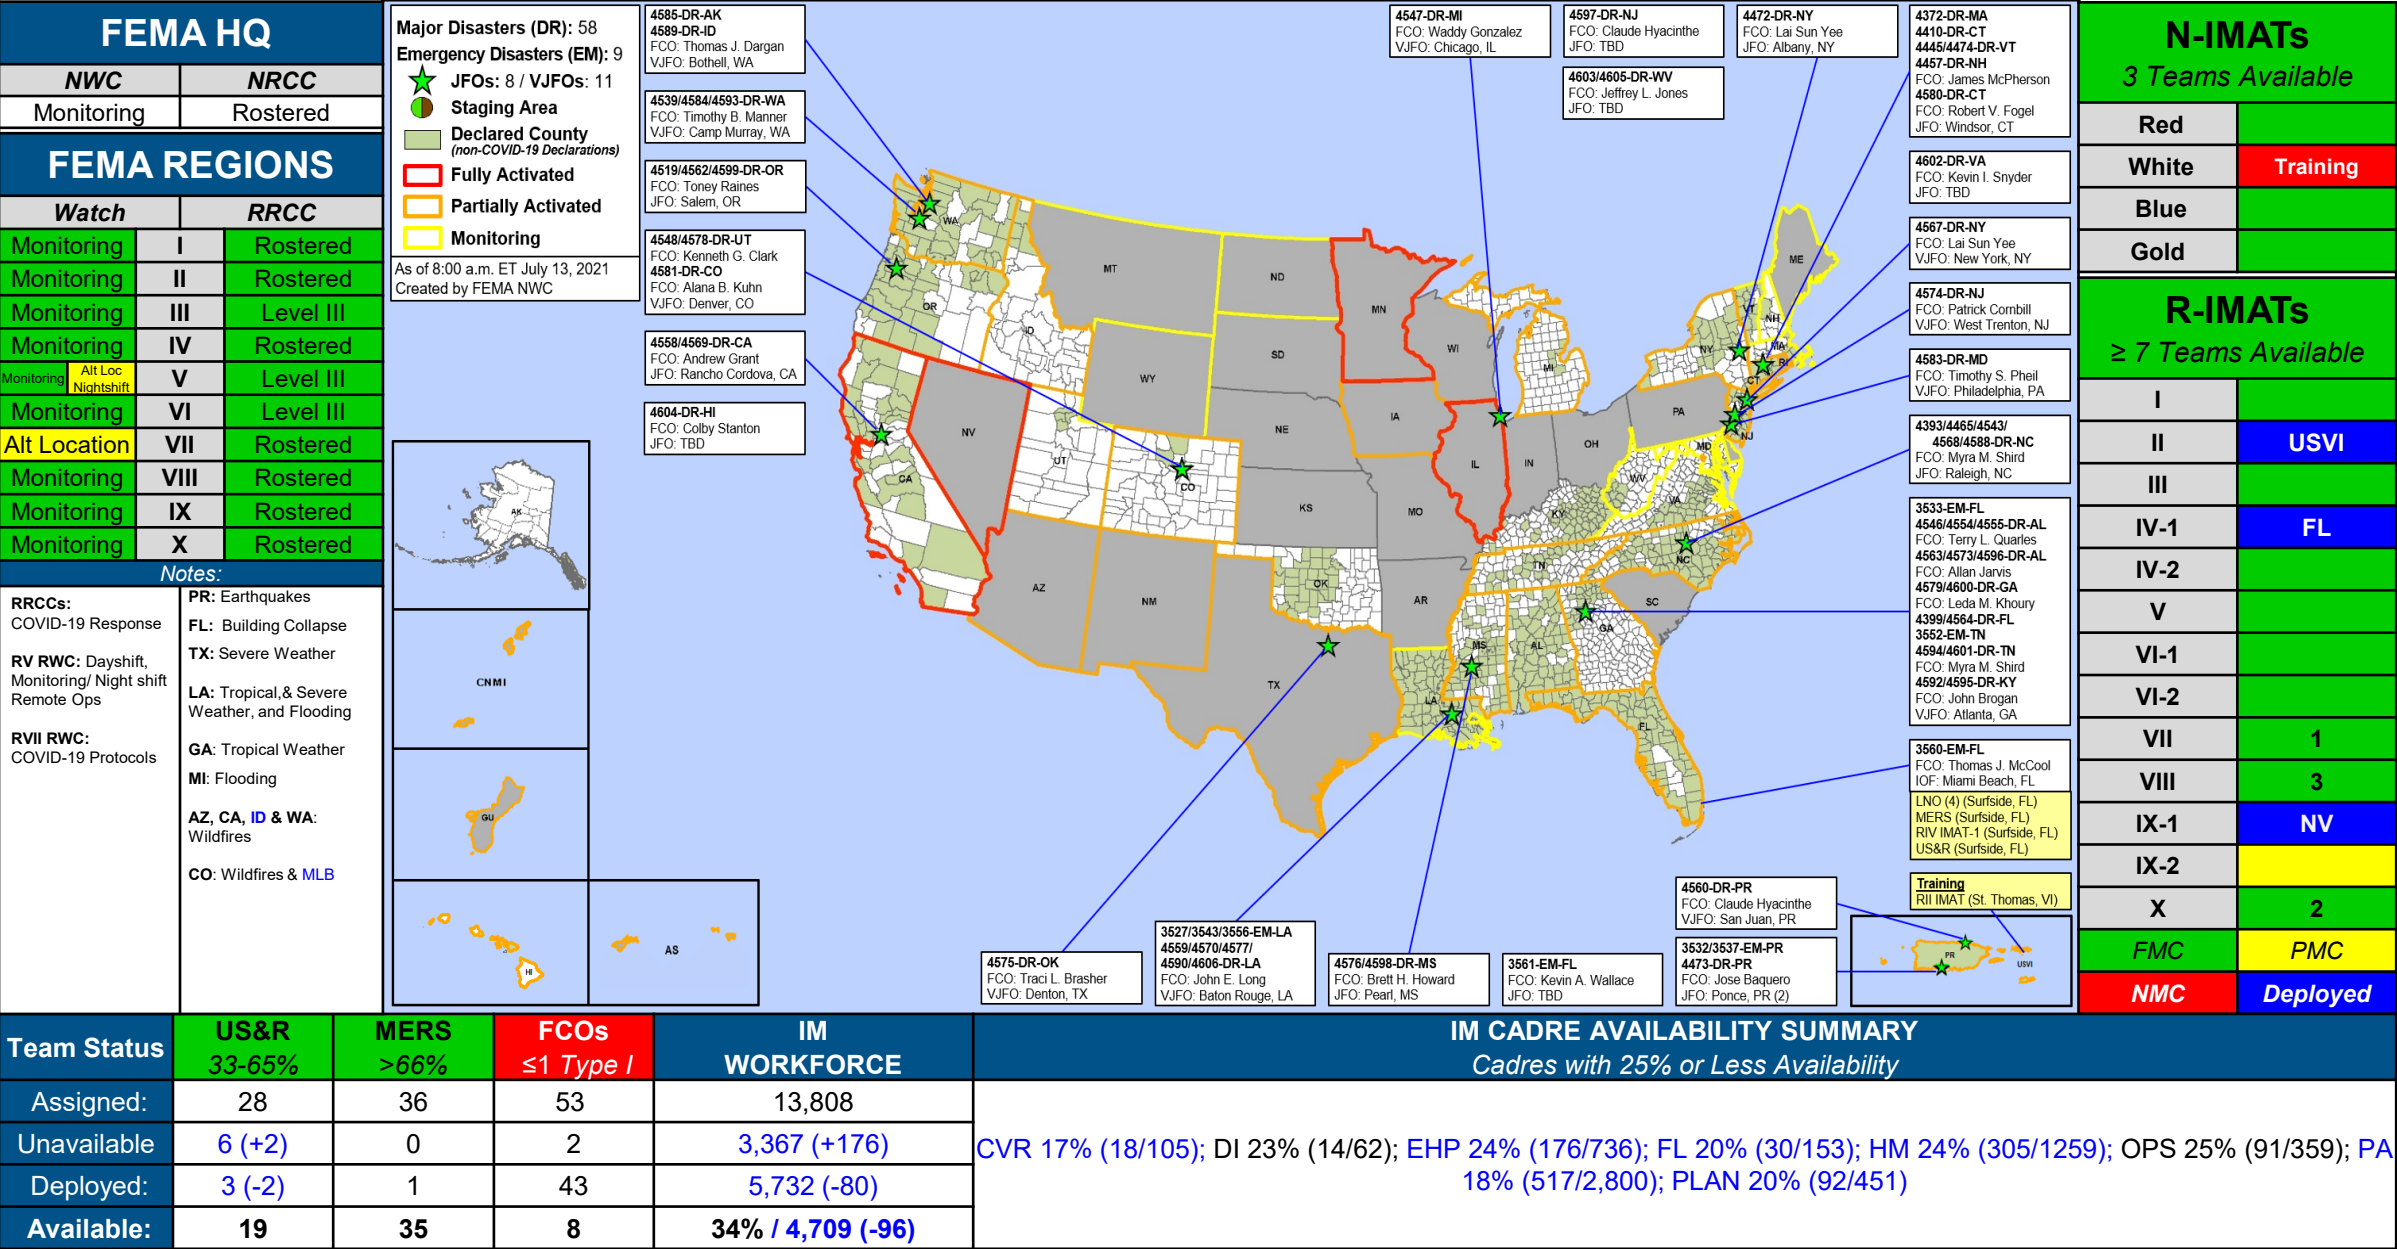 FEMA HQ
NWC NRCC
Monitoring Rostered
FEMA REGIONS
Watch RRCC
Monitoring I Rostered
Monitoring II Rostered
Monitoring III Level III
Monitoring IV Rostered
Monitoring Alt Loc Nightshift V Level III
Monitoring VI Level III
Alt Location VII Rostered
Monitoring VIII Rostered
Monitoring IX Rostered
Monitoring X Rostered
Notes:
RRCCs:
COVID-19 Response
RV RWC: Dayshift,
Monitoring/ Night shift
Remote Ops
RVII RWC:
COVID-19 Protocols
PR: Earthquakes
FL: Building Collapse
TX: Severe Weather
LA: Tropical,& Severe
Weather, and Flooding
GA: Tropical Weather
MI: Flooding
AZ, CA, ID & WA:
Wildfires
CO: Wildfires & MLB
Major Disasters (DR): 58
Emergency Disasters (EM): 9
JFOs: 8 / VJFOs: 11
Staging Area
Declared County
(non-COVID-19 Declarations)
Fully Activated
Partially Activated
Monitoring
As of 8:00 a.m. ET July 13, 2021
Created by FEMA NWC
4585-DR-AK
4589-DR-ID
FCO: Thomas J. Dargan
VJFO: Bothell, WA
4539/4584/4593-DR-WA
FCO: Timothy B. Manner
VJFO: Camp Murray, WA
4519/4562/4599-DR-OR
FCO: Toney Raines
JFO: Salem, OR
4548/4578-DR-UT
FCO: Kenneth G. Clark
4581-DR-CO
FCO: Alana B. Kuhn
VJFO: Denver, CO
4558/4569-DR-CA
FCO: Andrew Grant
JFO: Rancho Cordova, CA
4604-DR-HI
FCO: Colby Stanton
JFO: TBD
4547-DR-MI
FCO: Waddy Gonzalez
VJFO: Chicago, IL
4597-DR-NJ
FCO: Claude Hyacinthe
JFO: TBD
4603/4605-DR-WV
FCO: Jeffrey L. Jones
JFO: TBD
4472-DR-NY
FCO: Lai Sun Yee
JFO: Albany, NY
4372-DR-MA
4410-DR-CT
4445/4474-DR-VT
4457-DR-NH
FCO: James McPherson
4580-DR-CT
FCO: Robert V. Fogel
JFO: Windsor, CT
4602-DR-VA
FCO: Kevin I. Snyder
JFO: TBD
4567-DR-NY
FCO: Lai Sun Yee
VJFO: New York, NY
4574-DR-NJ
FCO: Patrick Cornbill
VJFO: West Trenton, NJ
4583-DR-MD
FCO: Timothy S. Pheil
VJFO: Philadelphia, PA
4393/4465/4543/
4568/4588-DR-NC
FCO: Myra M. Shird
JFO: Raleigh, NC
3533-EM-FL
4546/4554/4555-DR-AL
FCO: Terry L. Quarles
4563/4573/4596-DR-AL
FCO: Allan Jarvis
4579/4600-DR-GA
FCO: Leda M. Khoury
4399/4564-DR-FL
3552-EM-TN
4594/4601-DR-TN
FCO: Myra M. Shird
4592/4595-DR-KY
FCO: John Brogan
VJFO: Atlanta, GA
3560-EM-FL
FCO: Thomas J. McCool
IOF: Miami Beach, FL
LNO (4) (Surfside, FL)
MERS (Surfside, FL)
RIV IMAT-1 (Surfside, FL)
US&R (Surfside, FL)
Training
RII IMAT (St. Thomas, VI)
4560-DR-PR
FCO: Claude Hyacinthe
VJFO: San Juan, PR
3532/3537-EM-PR
4473-DR-PR
FCO: Jose Baquero
JFO: Ponce, PR (2)
3561-EM-FL
FCO: Kevin A. Wallace
JFO: TBD
4576/4598-DR-MS
FCO: Brett H. Howard
JFO: Pearl, MS
3527/3543/3556-EM-LA
4559/4570/4577/
4590/4606-DR-LA
FCO: John E. Long
VJFO: Baton Rouge, LA
4575-DR-OK
FCO: Traci L. Brasher
VJFO: Denton, TX
WA
MT
ND
MN
ME
OR
ID
SD
WI
MI
NY
VT
NH
MA
RI
CT
WY
IA
PA
NJ
NV
NE
OH
MD
UT
CO
IL
IN
WV
VA
CA
KS
MO
KY
AZ
NM
OK
AR
TN
NC
SC
TX
LA
MS
AL
GA
FL
AK
CNMI
GU
HI
AS
PR
USVI
N-IMATs
3 Teams Available
Red
White Training
Blue
Gold
R-IMATs
≥ 7 Teams Available
I
II USVI
III
IV-1 FL
IV-2
V
VI-1
VI-2
VII 1
VIII 3
IX-1 NV
IX-2
X 2
FMC PMC
NMC Deployed
Team Status US&R MERS FCOs IM
33-65% >66% ≤1 Type I WORKFORCE
Assigned: 28 36 53 13,808
Unavailable 6 (+2) 0 2 3,367 (+176)
Deployed: 3 (-2) 1 43 5,732 (-80)
Available: 19 35 8 34% / 4,709 (-96)
IM CADRE AVAILABILITY SUMMARY
Cadres with 25% or Less Availability
CVR 17% (18/105); DI 23% (14/62); EHP 24% (176/736); FL 20% (30/153); HM 24% (305/1259); OPS 25% (91/359); PA
18% (517/2,800); PLAN 20% (92/451)